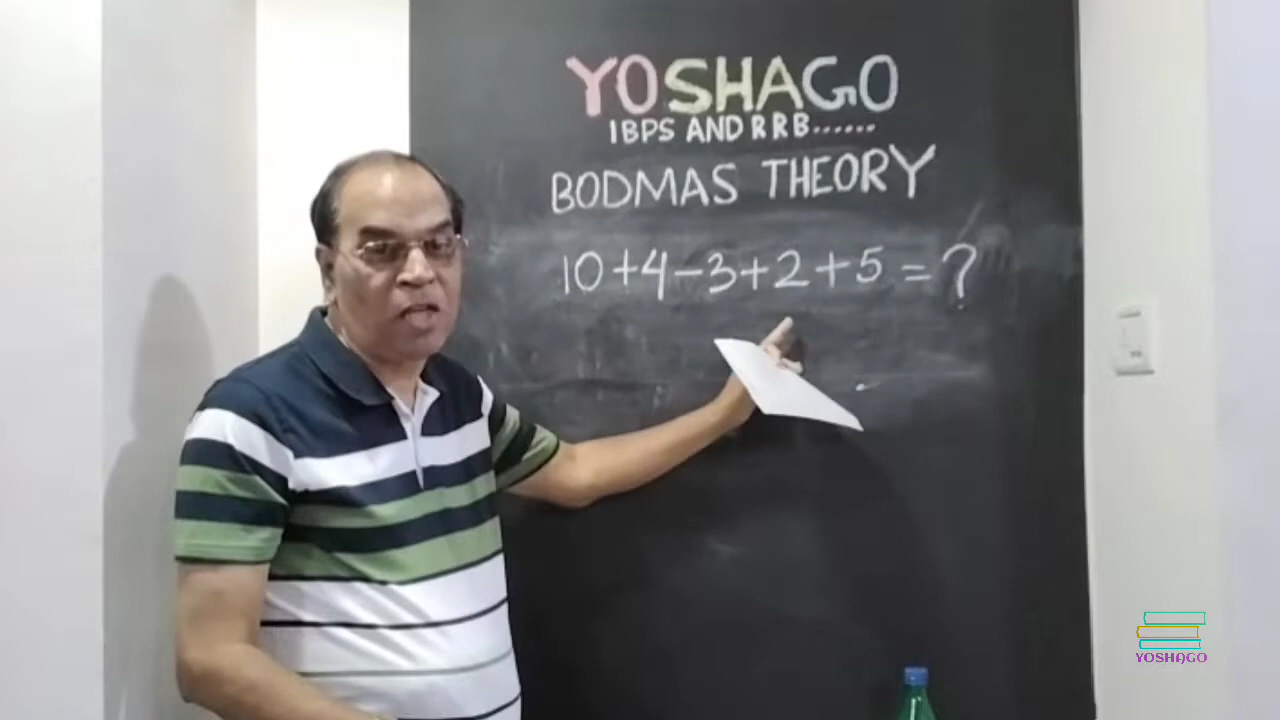 YOSHAGO
IBPS AND RRB......
BODMAS THEORY
10+4-3+2+5=?
YOSHAGO